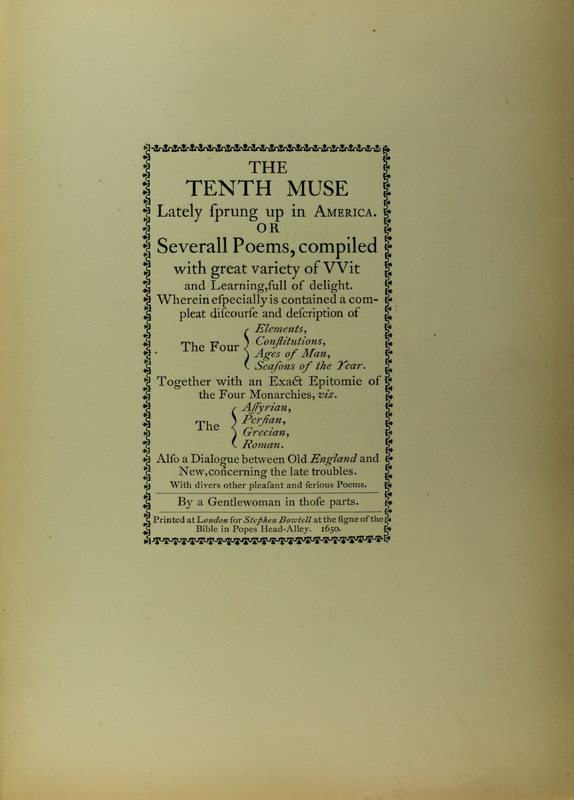 THE
TENTH MUSE
Lately ſprung up in AMERICA.
OR
Severall Poems, compiled
with great variety of VVit
and Learning, full of delight.
Wherein eſpecially is contained a com-
pleat diſcourſe and deſcription of
The Four { Elements,
Conſtitutions,
Ages of Man,
Seaſons of the Year.
Together with an Exact Epitomie of
the Four Monarchies, viz.
The { Aſſyrian,
Perſian,
Grecian,
Roman.
Alſo a Dialogue between Old England and
New, concerning the late troubles.
With divers other pleaſant and ſerious Poems.
By a Gentlewoman in thoſe parts.
Printed at London for Stephen Bowtell at the ſigne of the
Bible in Popes Head-Alley. 1650.